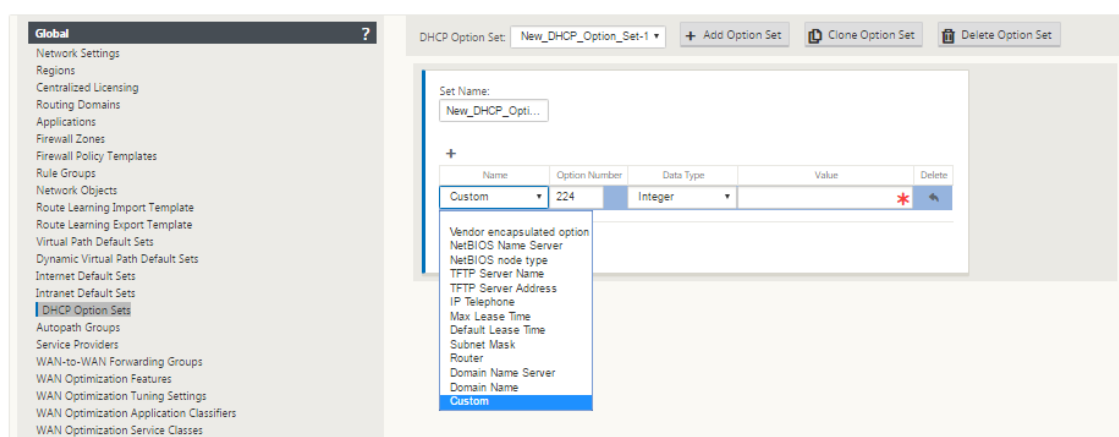 Global ?
Network Settings
Regions
Centralized Licensing
Routing Domains
Applications
Firewall Zones
Firewall Policy Templates
Rule Groups
Network Objects
Route Learning Import Template
Route Learning Export Template
Virtual Path Default Sets
Dynamic Virtual Path Default Sets
Internet Default Sets
Intranet Default Sets
DHCP Option Sets
Autopath Groups
Service Providers
WAN-to-WAN Forwarding Groups
WAN Optimization Features
WAN Optimization Tuning Settings
WAN Optimization Application Classifiers
WAN Optimization Service Classes
DHCP Option Set: New_DHCP_Option_Set-1 + Add Option Set Clone Option Set Delete Option Set
Set Name:
New_DHCP_Opti...
+
Name Option Number Data Type Value Delete
Custom 224 Integer *
Vendor encapsulated option
NetBIOS Name Server
NetBIOS node type
TFTP Server Name
TFTP Server Address
IP Telephone
Max Lease Time
Default Lease Time
Subnet Mask
Router
Domain Name Server
Domain Name
Custom